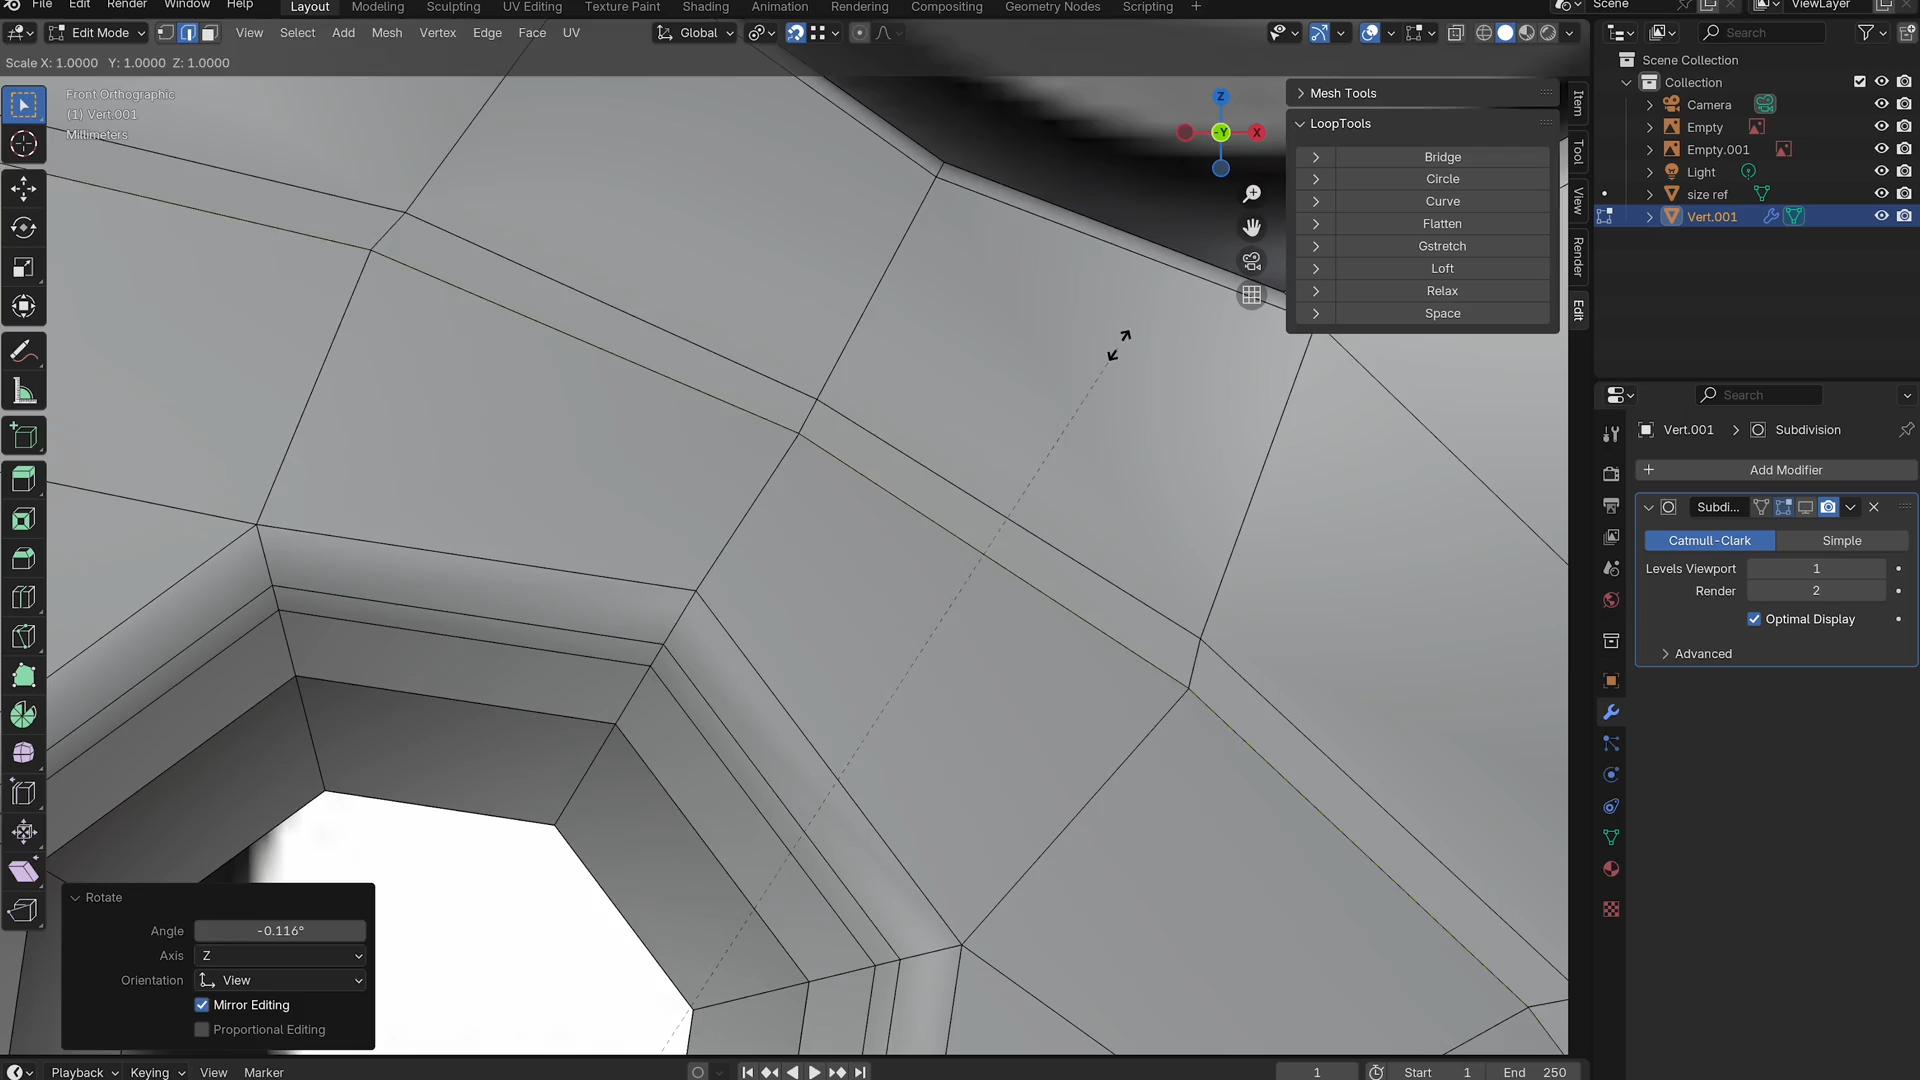 File Edit Render Window Help Layout Modeling Sculpting UV Editing Texture Paint Shading Animation Rendering Compositing Geometry Nodes Scripting + Scene ViewLayer
Edit Mode View Select Add Mesh Vertex Edge Face UV Global Search
Scale X: 1.0000 Y: 1.0000 Z: 1.0000
Front Orthographic
(1) Vert.001
Millimeters
Z
-Y
X
Mesh Tools
LoopTools
Bridge
Circle
Curve
Flatten
Gstretch
Loft
Relax
Space
Item
Tool
View
Render
Edit
Scene Collection
Collection
Camera
Empty
Empty.001
Light
size ref
Vert.001
Search
Vert.001 > Subdivision
+ Add Modifier
Subdi...
Catmull-Clark Simple
Levels Viewport 1
Render 2
Optimal Display
Advanced
Rotate
Angle -0.116°
Axis Z
Orientation View
Mirror Editing
Proportional Editing
Playback Keying View Marker 1 Start 1 End 250